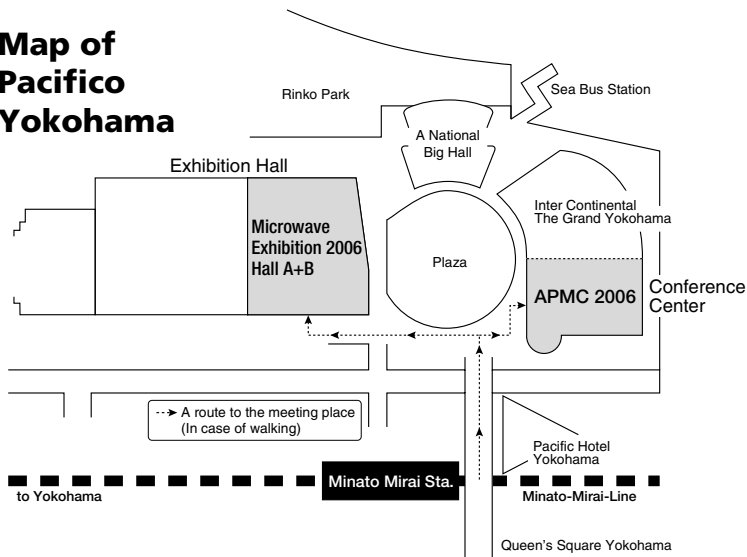 Map of
Pacifico
Yokohama
Rinko Park
Sea Bus Station
A National
Big Hall
Exhibition Hall
Inter Continental
The Grand Yokohama
Microwave
Exhibition 2006
Hall A+B
Plaza
APMC 2006
Conference
Center
A route to the meeting place
(In case of walking)
Pacific Hotel
Yokohama
Minato Mirai Sta.
to Yokohama
Minato-Mirai-Line
Queen's Square Yokohama